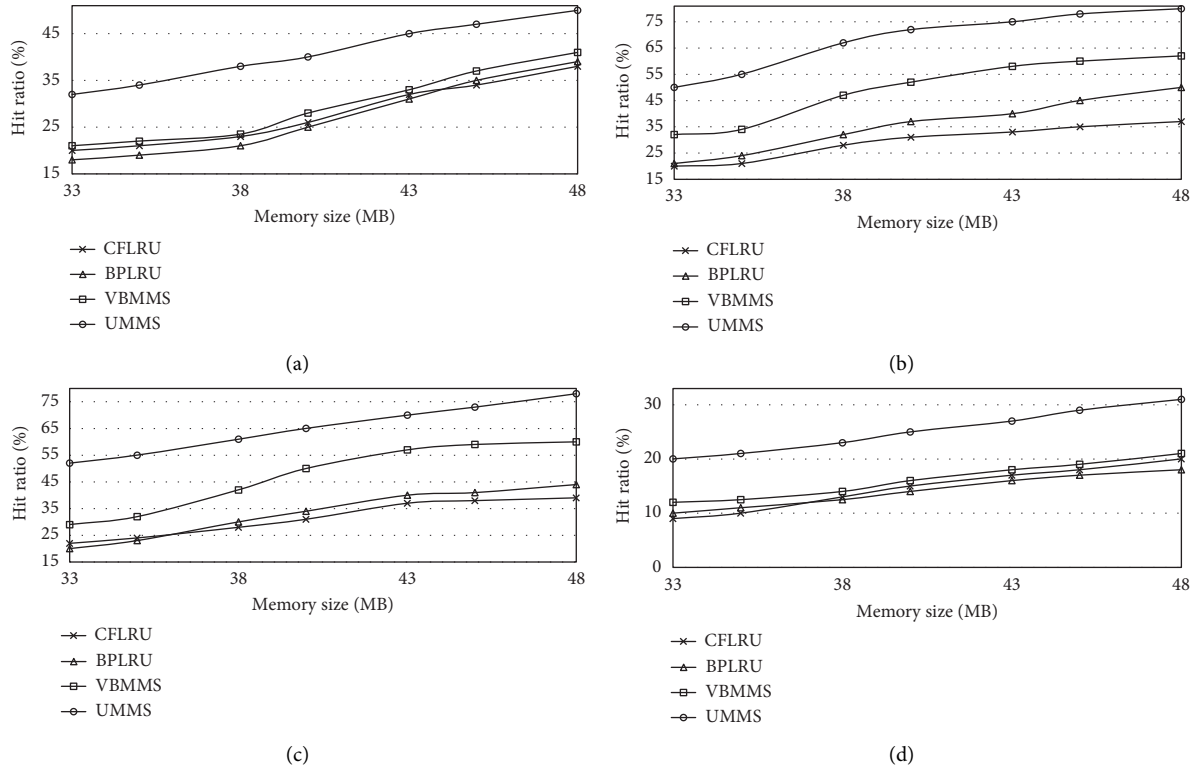 Hit ratio (%)
45
35
25
15
33
38
43
48
Memory size (MB)
CFLRU
BPLRU
VBMMS
UMMS
(a)
Hit ratio (%)
75
65
55
45
35
25
15
33
38
43
48
Memory size (MB)
CFLRU
BPLRU
VBMMS
UMMS
(b)
Hit ratio (%)
75
65
55
45
35
25
15
33
38
43
48
Memory size (MB)
CFLRU
BPLRU
VBMMS
UMMS
(c)
Hit ratio (%)
30
20
10
0
33
38
43
48
Memory size (MB)
CFLRU
BPLRU
VBMMS
UMMS
(d)